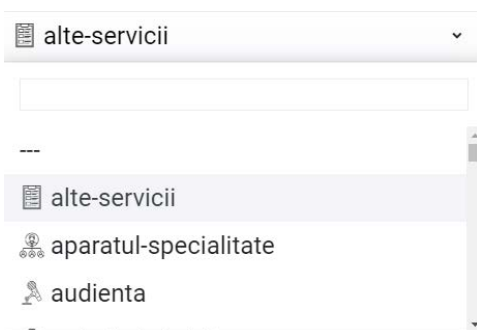 alte-servicii
---
alte-servicii
aparatul-specialitate
audienta